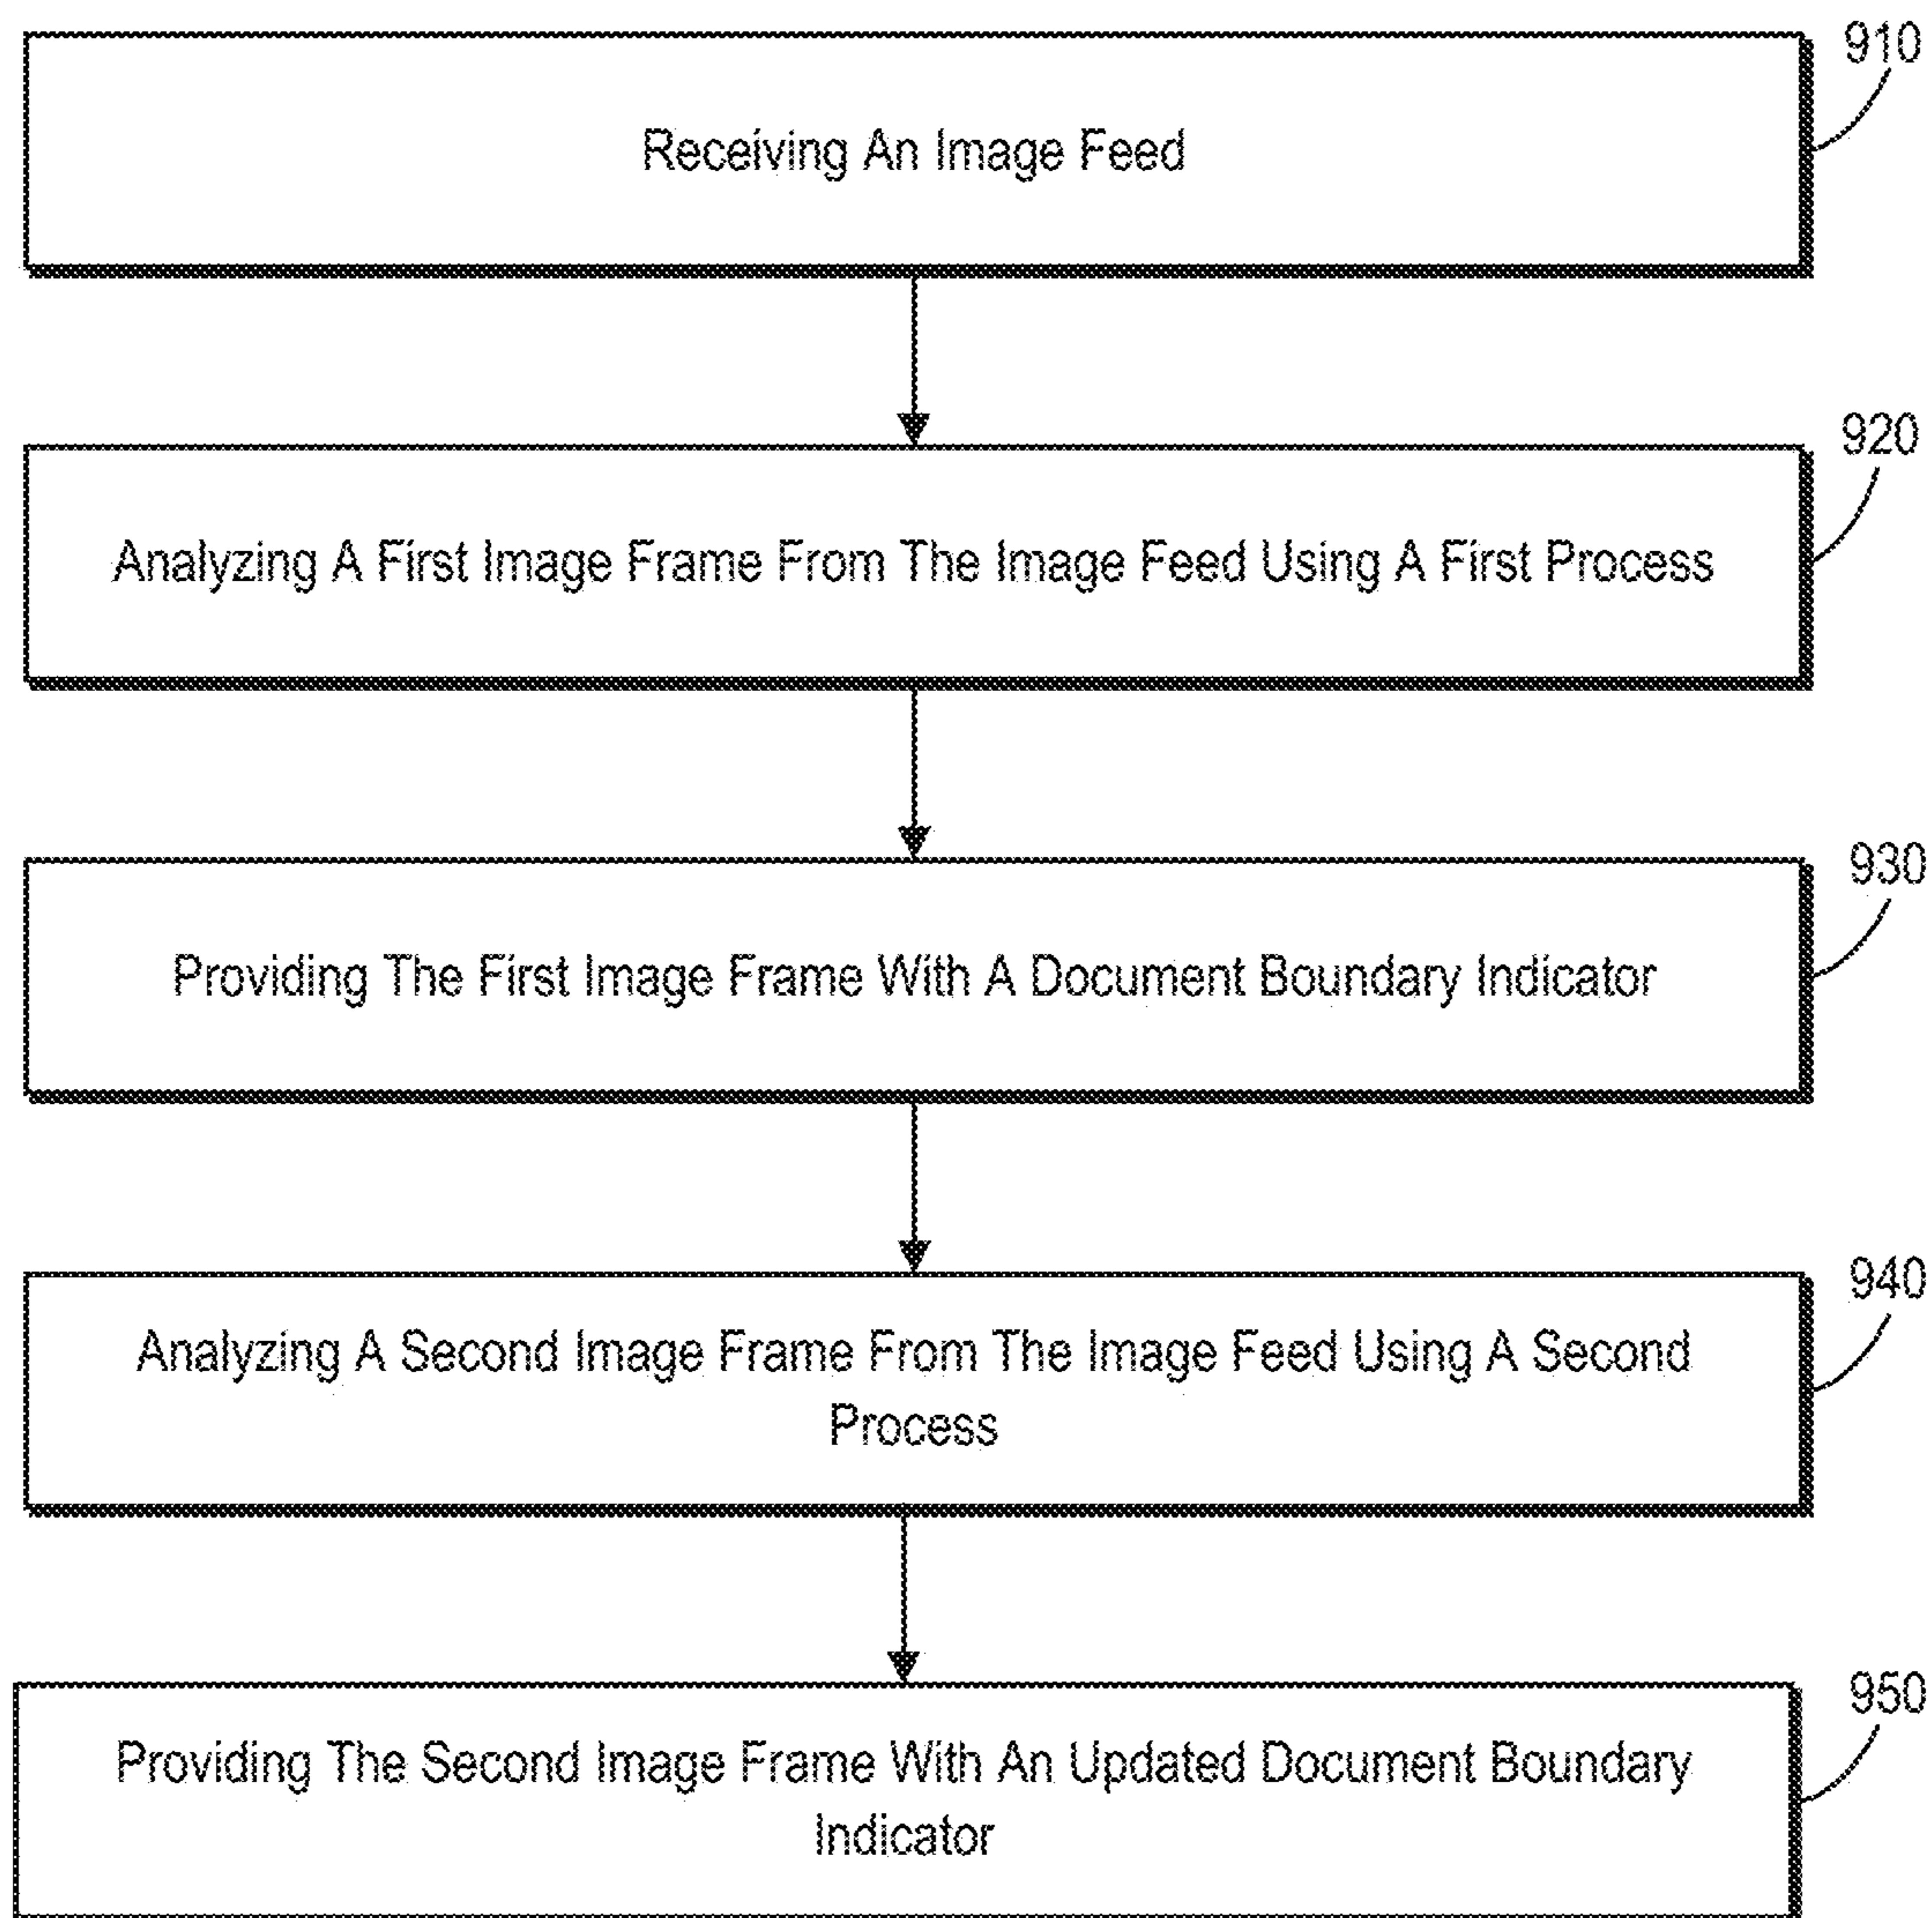 910
Receiving An Image Feed
920
Analyzing A First Image Frame From The Image Feed Using A First Process
930
Providing The First Image Frame With A Document Boundary Indicator
940
Analyzing A Second Image Frame From The Image Feed Using A Second
Process
950
Providing The Second Image Frame With An Updated Document Boundary
Indicator